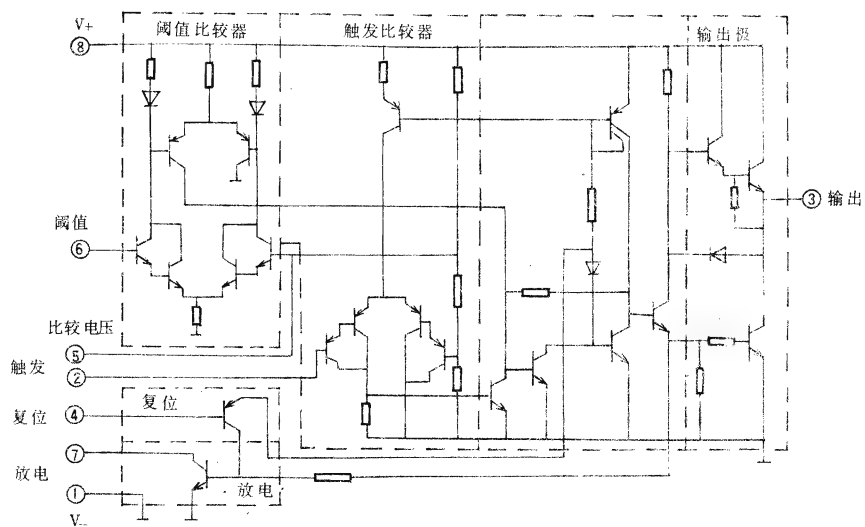 V+
⑧
阈值比较器
触发比较器
输出极
③ 输出
阈值
⑥
比较电压
⑤
触发
②
复位
复位
④
⑦
放电
①
放电
V-